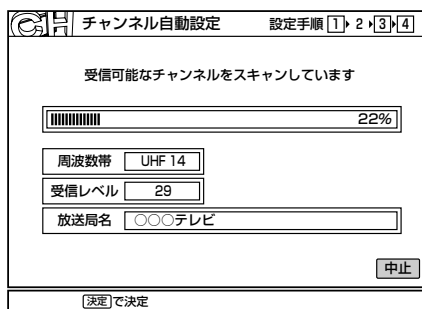 CH チャンネル自動設定 設定手順 1 2 3 4
受信可能なチャンネルをスキャンしています
22%
周波数帯 UHF 14
受信レベル 29
放送局名 ○○○テレビ
中止
決定で決定